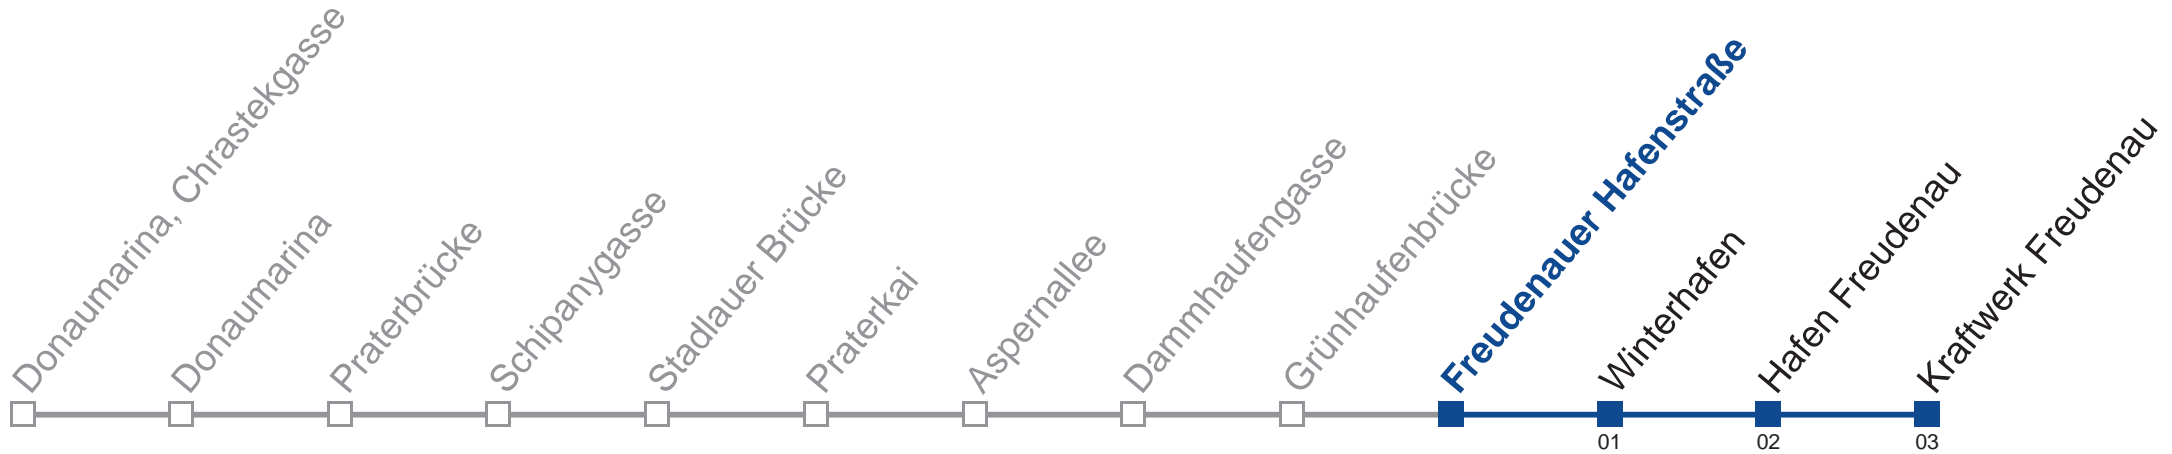 Donaumarina, Chrastekgasse
Donaumarina
Praterbrücke
Schipanygasse
Stadlauer Brücke
Praterkai
Aspernallee
Dammhaufengasse
Grünhaufenbrücke
Freudenauer Hafenstraße
Winterhafen
Hafen Freudenau
Kraftwerk Freudenau
01
02
03